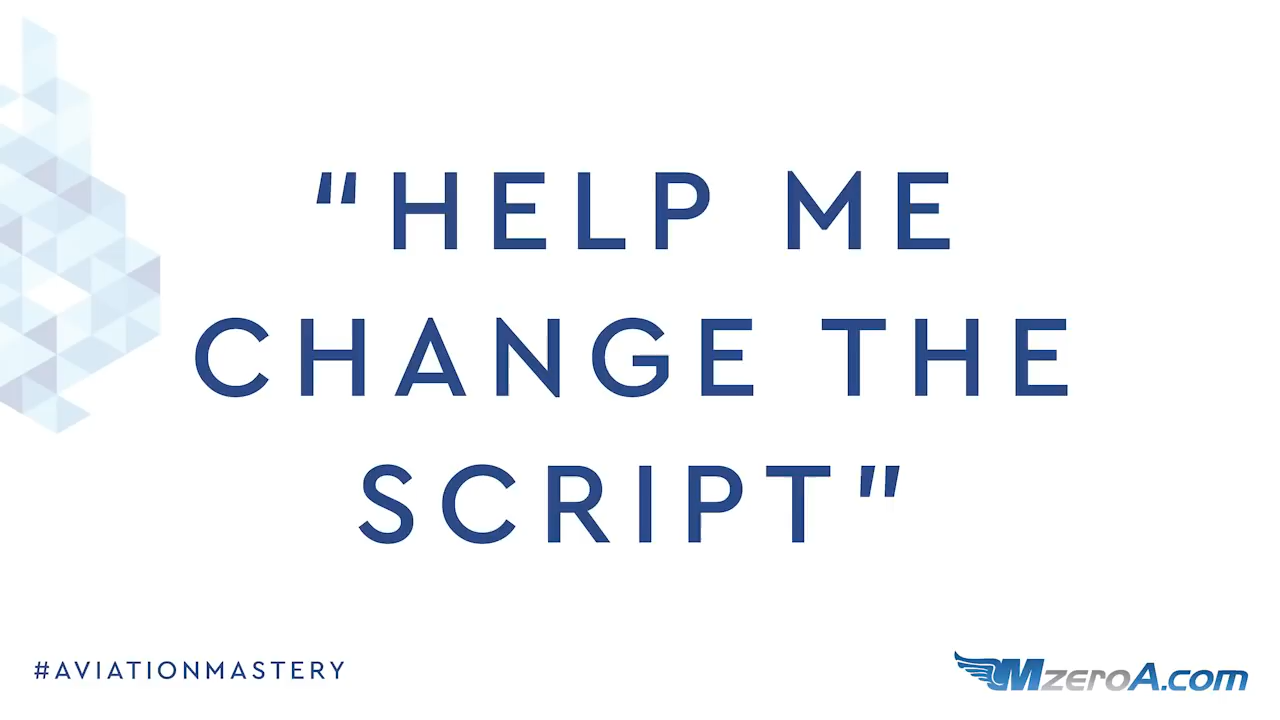 “HELP ME
CHANGE THE
SCRIPT”
#AVIATIONMASTERY
MzeroA.com